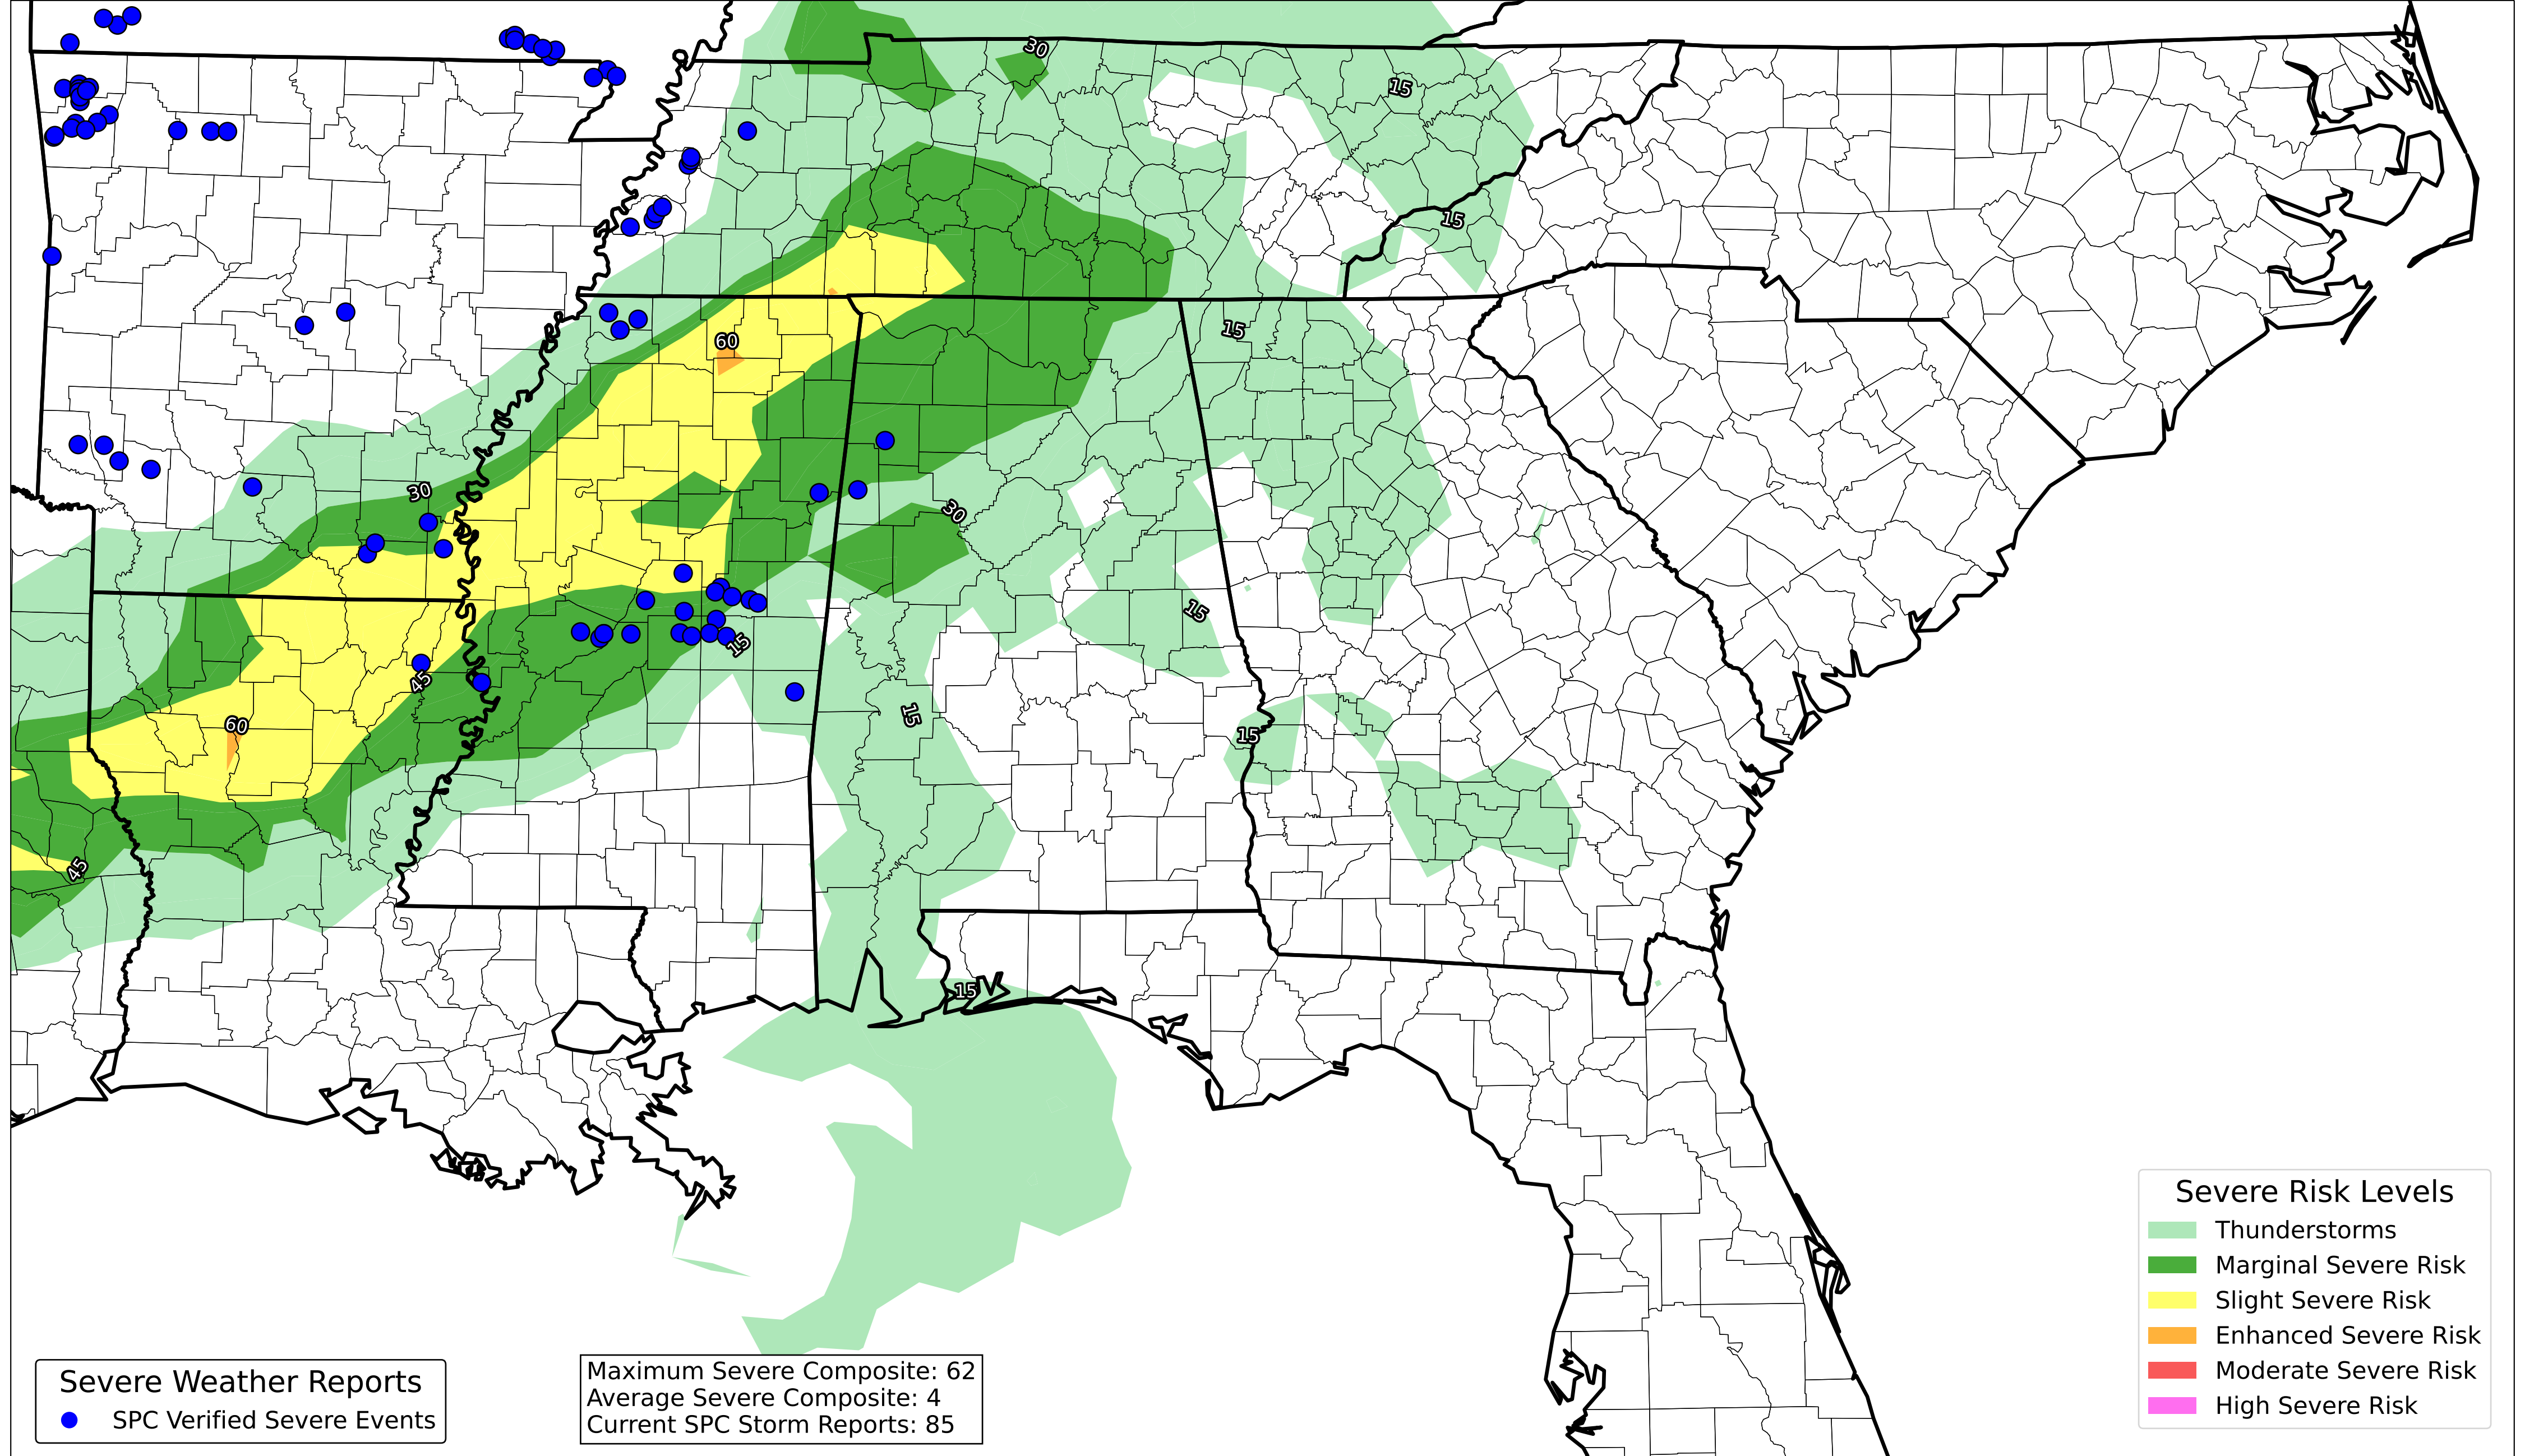 30
15
15
15
60
30
30
15
15
45
15
60
15
45
15
Severe Risk Levels
Thunderstorms
Marginal Severe Risk
Slight Severe Risk
Enhanced Severe Risk
Moderate Severe Risk
High Severe Risk
Severe Weather Reports
SPC Verified Severe Events
Maximum Severe Composite: 62
Average Severe Composite: 4
Current SPC Storm Reports: 85